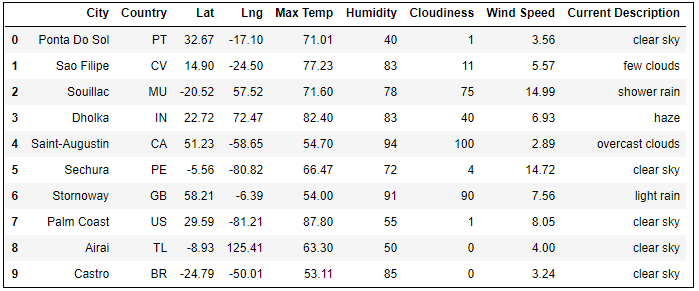 City Country Lat Lng Max Temp Humidity Cloudiness Wind Speed Current Description
0 Ponta Do Sol PT 32.67 -17.10 71.01 40 1 3.56 clear sky
1 Sao Filipe CV 14.90 -24.50 77.23 83 11 5.57 few clouds
2 Souillac MU -20.52 57.52 71.60 78 75 14.99 shower rain
3 Dholka IN 22.72 72.47 82.40 83 40 6.93 haze
4 Saint-Augustin CA 51.23 -58.65 54.70 94 100 2.89 overcast clouds
5 Sechura PE -5.56 -80.82 66.47 72 4 14.72 clear sky
6 Stornoway GB 58.21 -6.39 54.00 91 90 7.56 light rain
7 Palm Coast US 29.59 -81.21 87.80 55 1 8.05 clear sky
8 Airai TL -8.93 125.41 63.30 50 0 4.00 clear sky
9 Castro BR -24.79 -50.01 53.11 85 0 3.24 clear sky